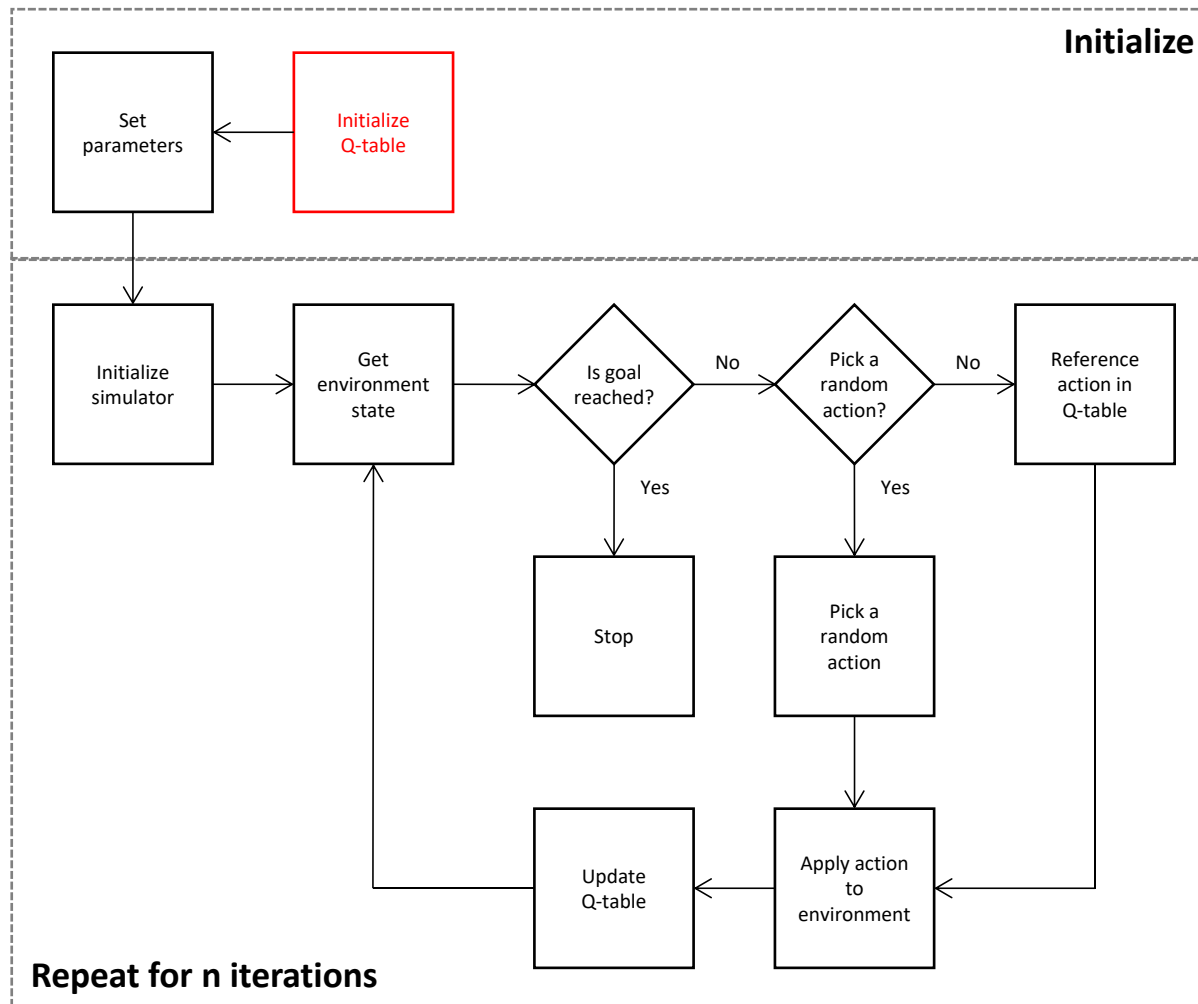 Initialize
Set
parameters
Initialize
Q-table
Initialize
simulator
Get
environment
state
Is goal
reached?
No
Pick a
random
action?
No
Reference
action in
Q-table
Yes
Yes
Stop
Pick a
random
action
Update
Q-table
Apply action
to
environment
Repeat for n iterations